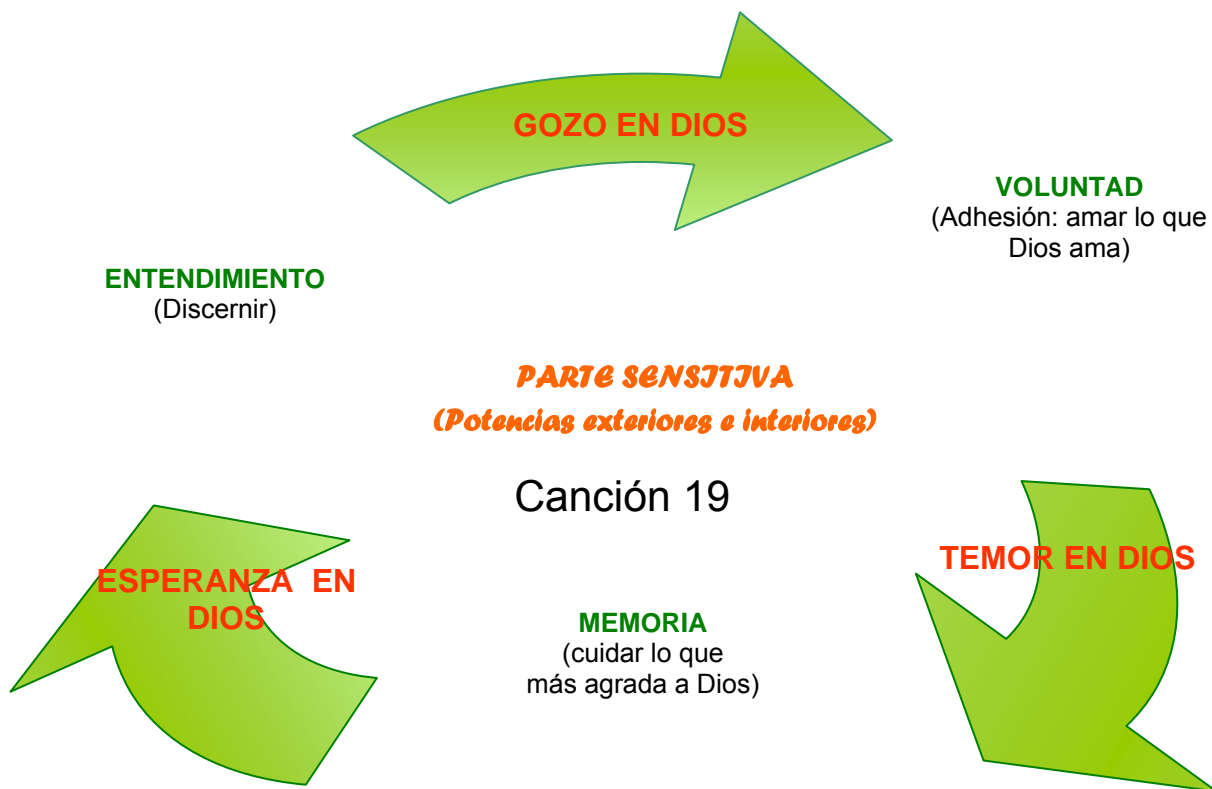 GOZO EN DIOS
VOLUNTAD
(Adhesión: amar lo que
Dios ama)
ENTENDIMIENTO
(Discernir)
PARTE SENSITIVA
(Potencias exteriores e interiores)
Canción 19
TEMOR EN DIOS
ESPERANZA EN
DIOS
MEMORIA
(cuidar lo que
más agrada a Dios)